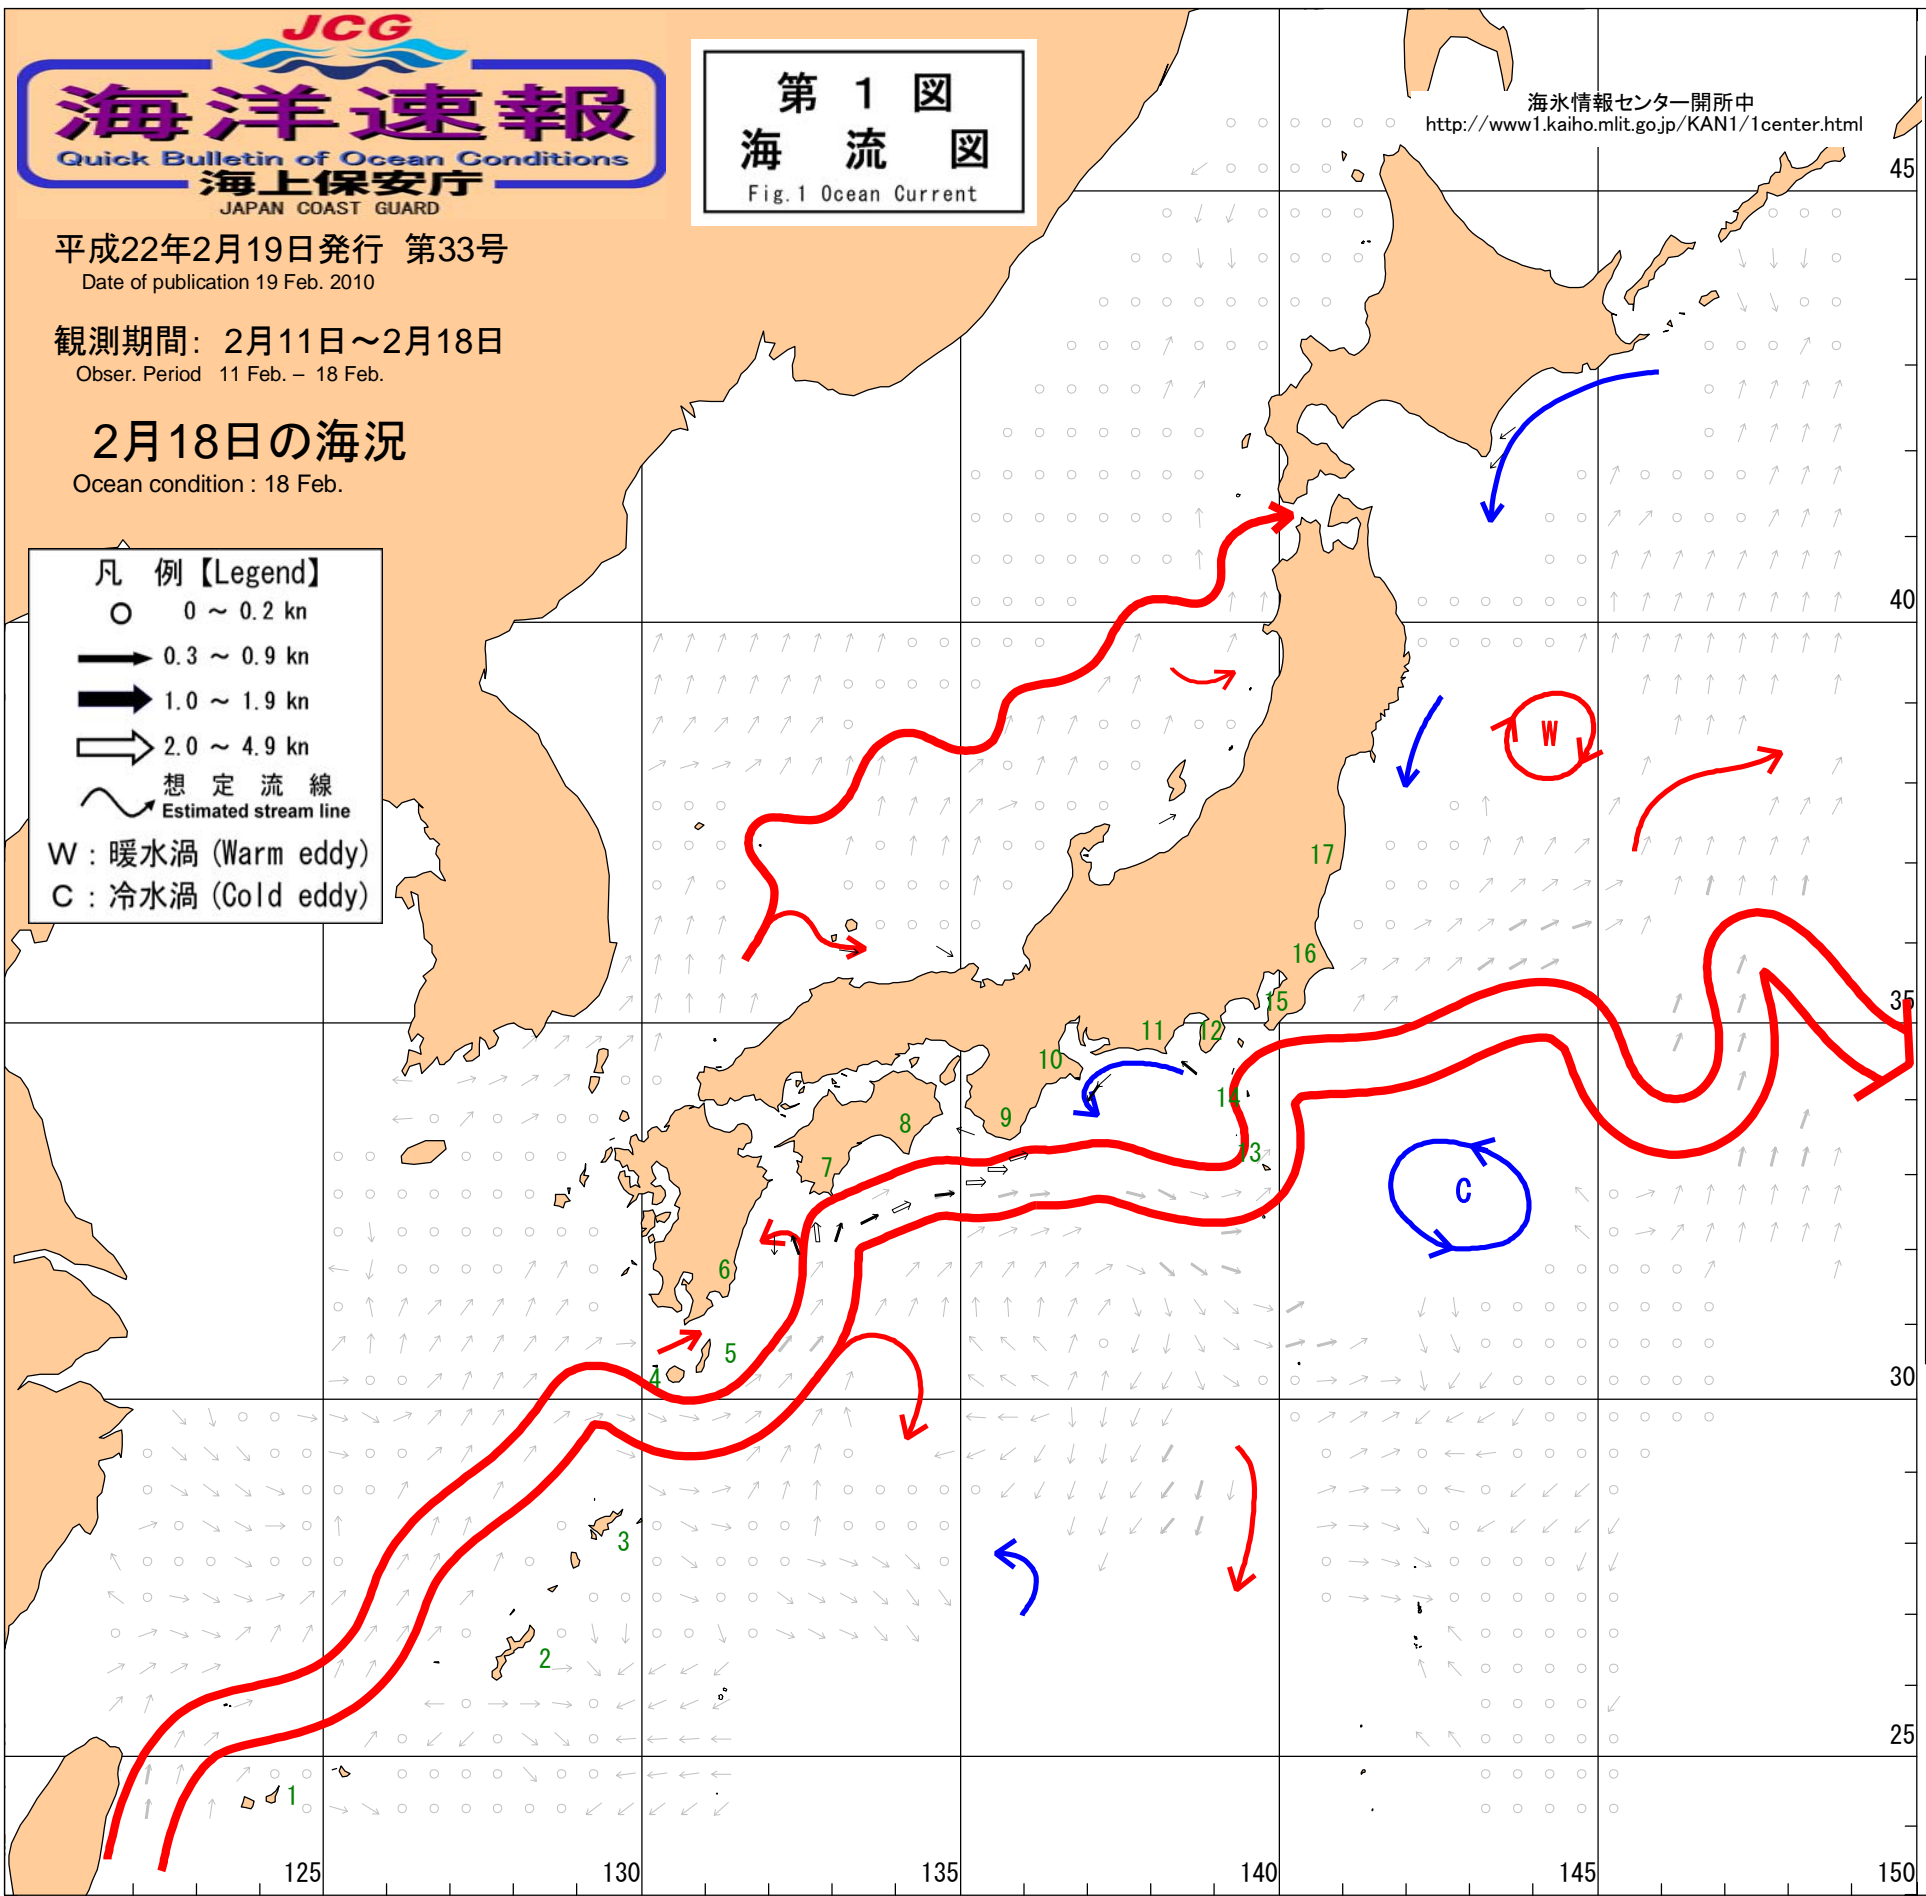 JCG
海洋速報
Quick Bulletin of Ocean Conditions
海上保安庁
JAPAN COAST GUARD
第 1 図
海 流 図
Fig.1 Ocean Current
海氷情報センター開所中
http://www1.kaiho.mlit.go.jp/KAN1/1center.html
平成22年2月19日発行 第33号
Date of publication 19 Feb. 2010
観測期間: 2月11日～2月18日
Obser. Period 11 Feb. – 18 Feb.
2月18日の海況
Ocean condition : 18 Feb.
凡 例【Legend】
0 ～ 0.2 kn
0.3 ～ 0.9 kn
1.0 ～ 1.9 kn
2.0 ～ 4.9 kn
想 定 流 線
Estimated stream line
W : 暖水渦 (Warm eddy)
C : 冷水渦 (Cold eddy)
45
40
35
30
25
W
C
17
16
15
12
11
10
14
13
9
8
7
6
5
4
3
2
1
125
130
135
140
145
150